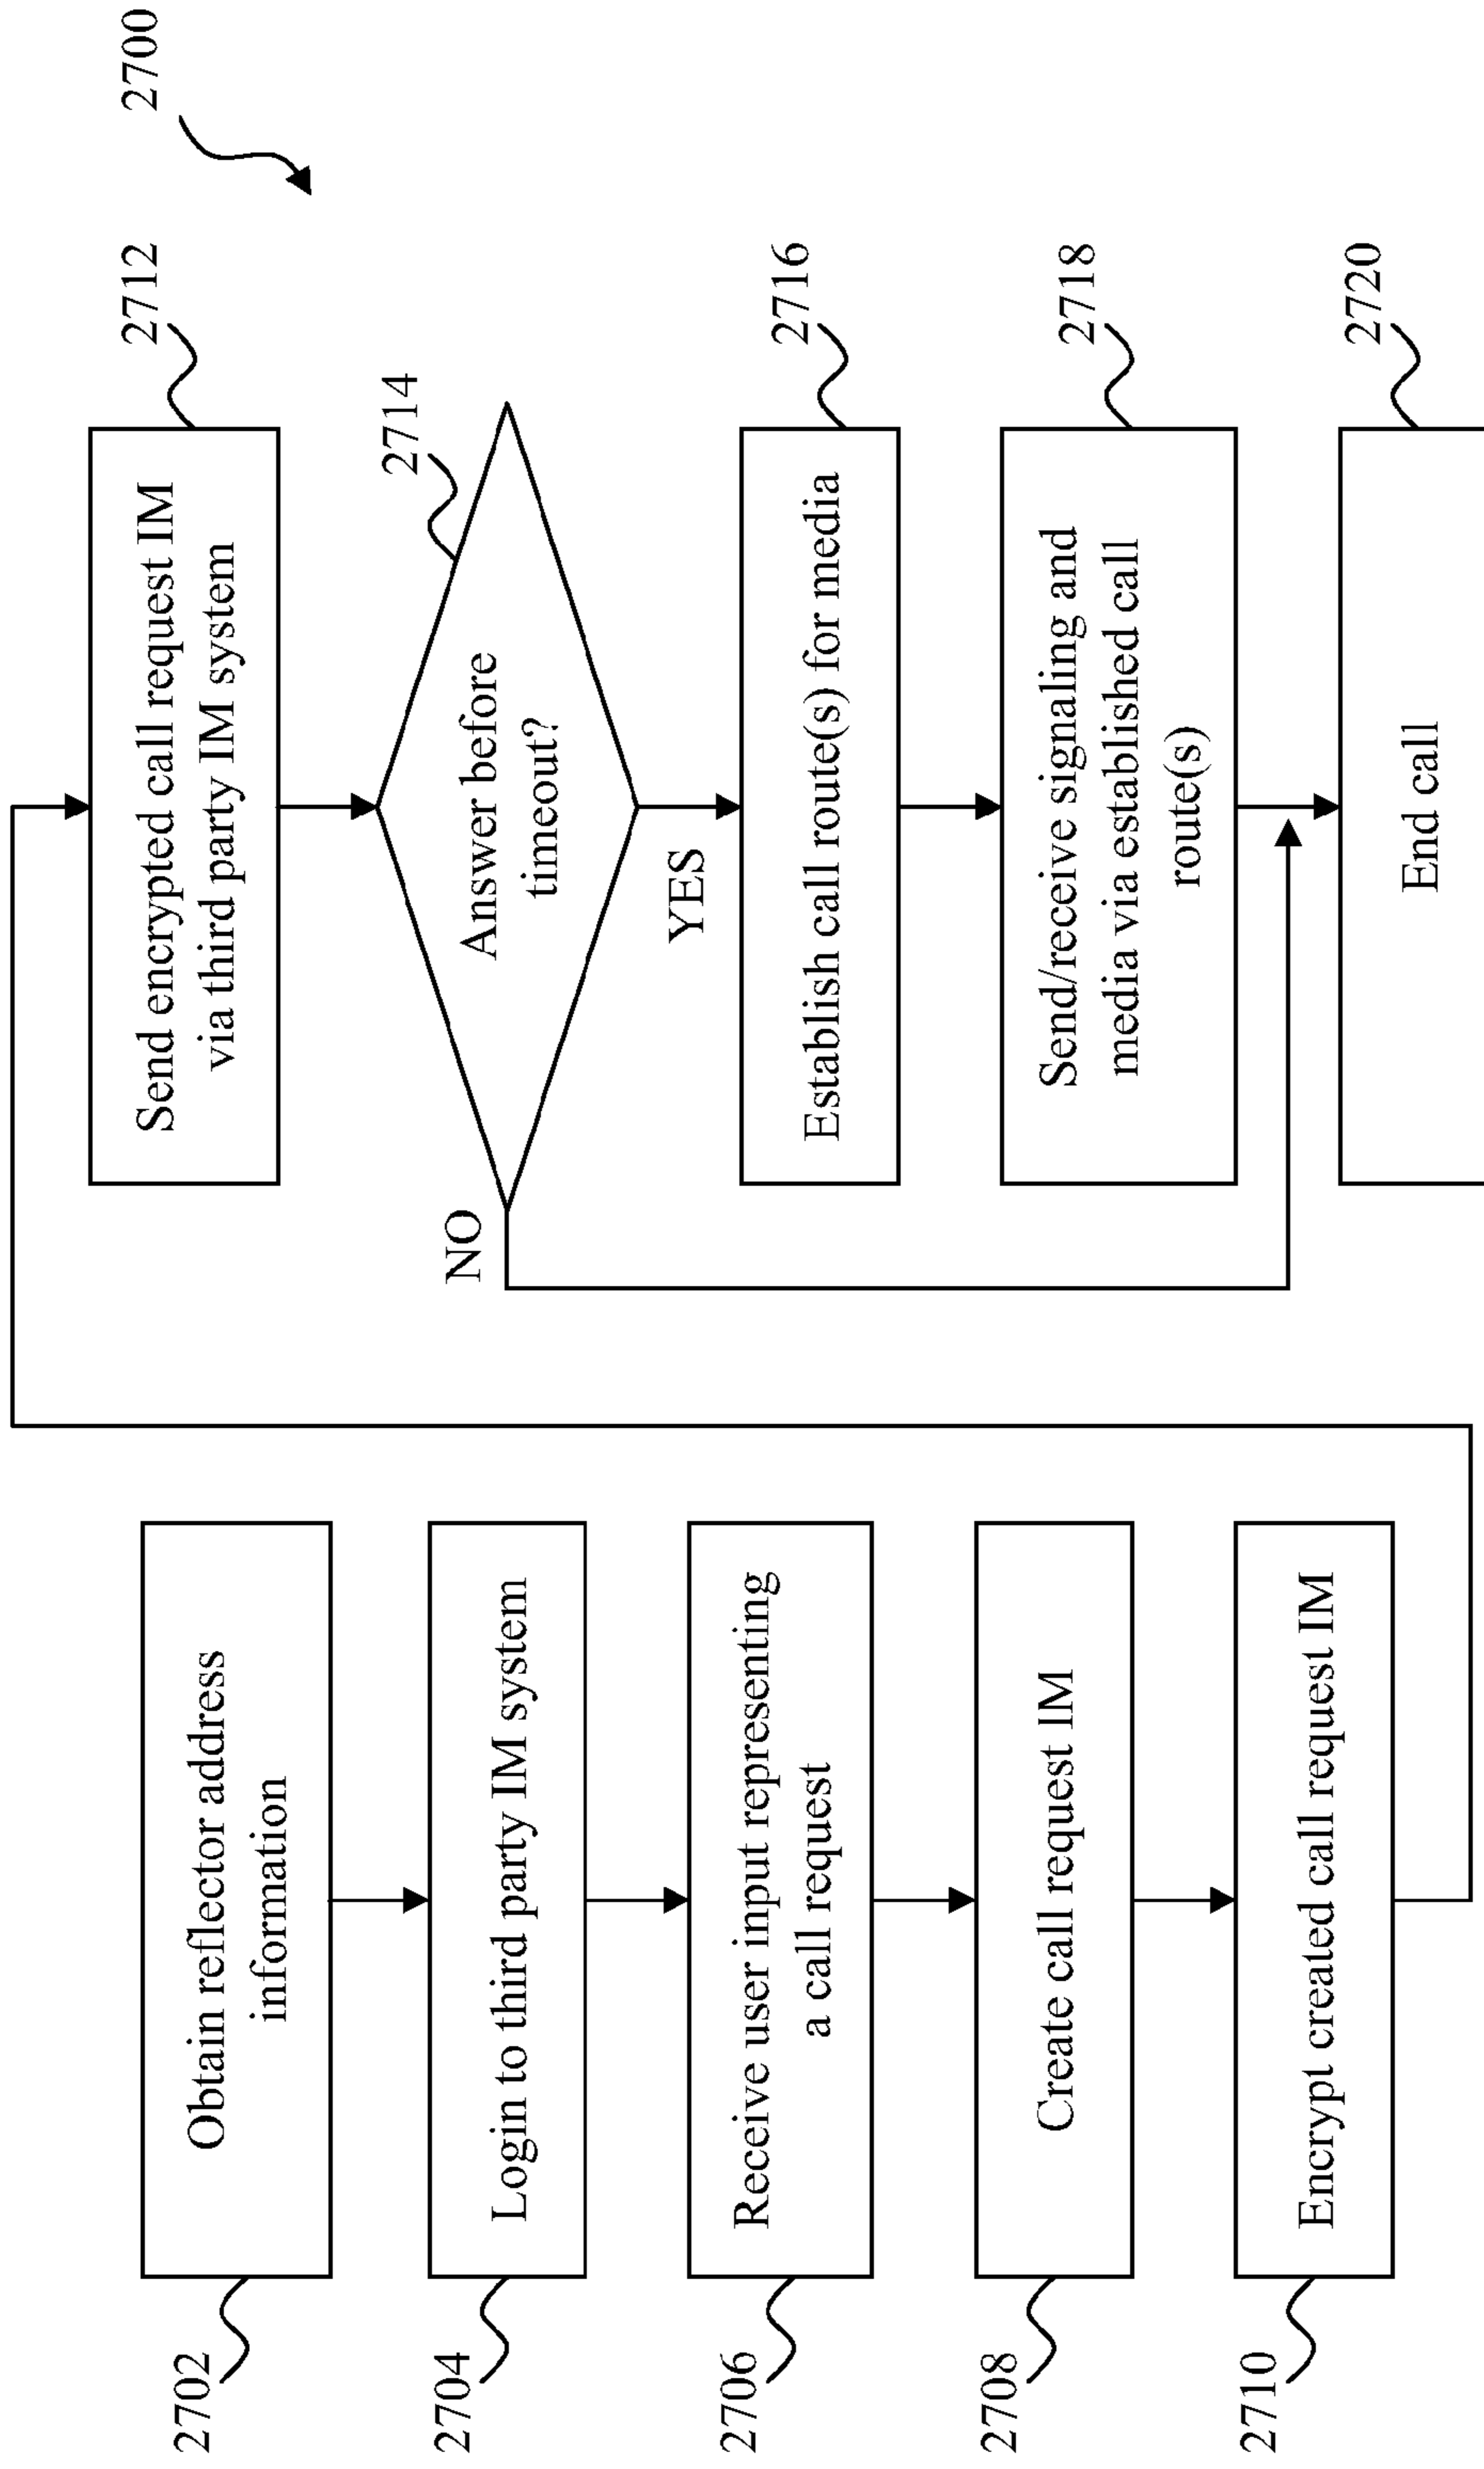 2700
2702
Obtain reflector address
information
2704
Login to third party IM system
2706
Receive user input representing
a call request
2708
Create call request IM
2710
Encrypt created call request IM
2712
Send encrypted call request IM
via third party IM system
2714
Answer before
timeout?
NO
YES
2716
Establish call route(s) for media
2718
Send/receive signaling and
media via established call
route(s)
2720
End call